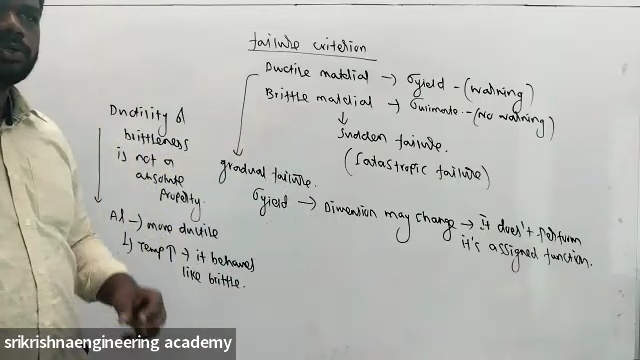 failure criterion
Ductile material → σyield - (warning)
Brittle material → σultimate - (No warning)
↓
sudden failure.
(Catastropic failure)
gradual failure.
σyield → Dimension may change → it does't perform
it's assigned function.
Ductility &
brittleness
is not a
absolute
Property.
Al → more ductile
↳ Temp↑ → it behaves
like brittle.
srikrishnaengineering academy